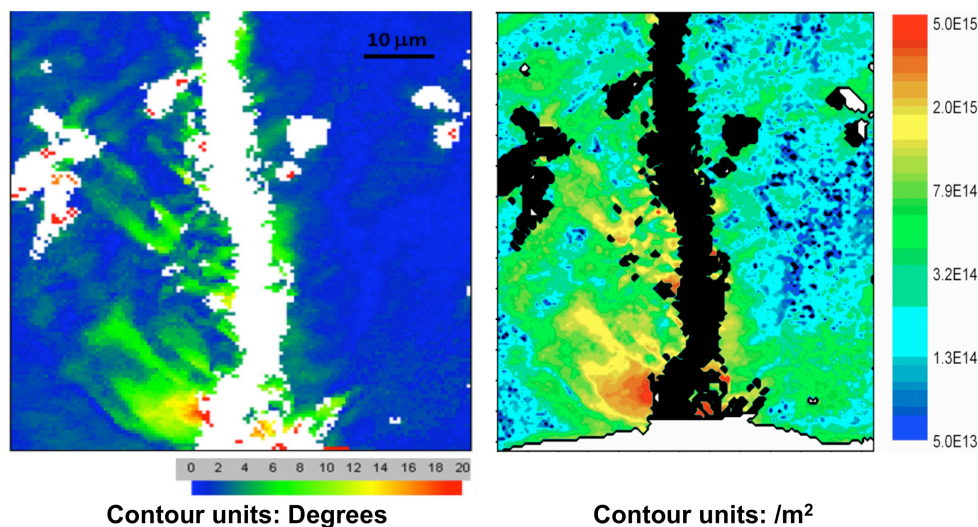 10 μm
5.0E15
2.0E15
7.9E14
3.2E14
1.3E14
5.0E13
0 2 4 6 8 10 12 14 16 18 20
Contour units: Degrees
Contour units: /m²